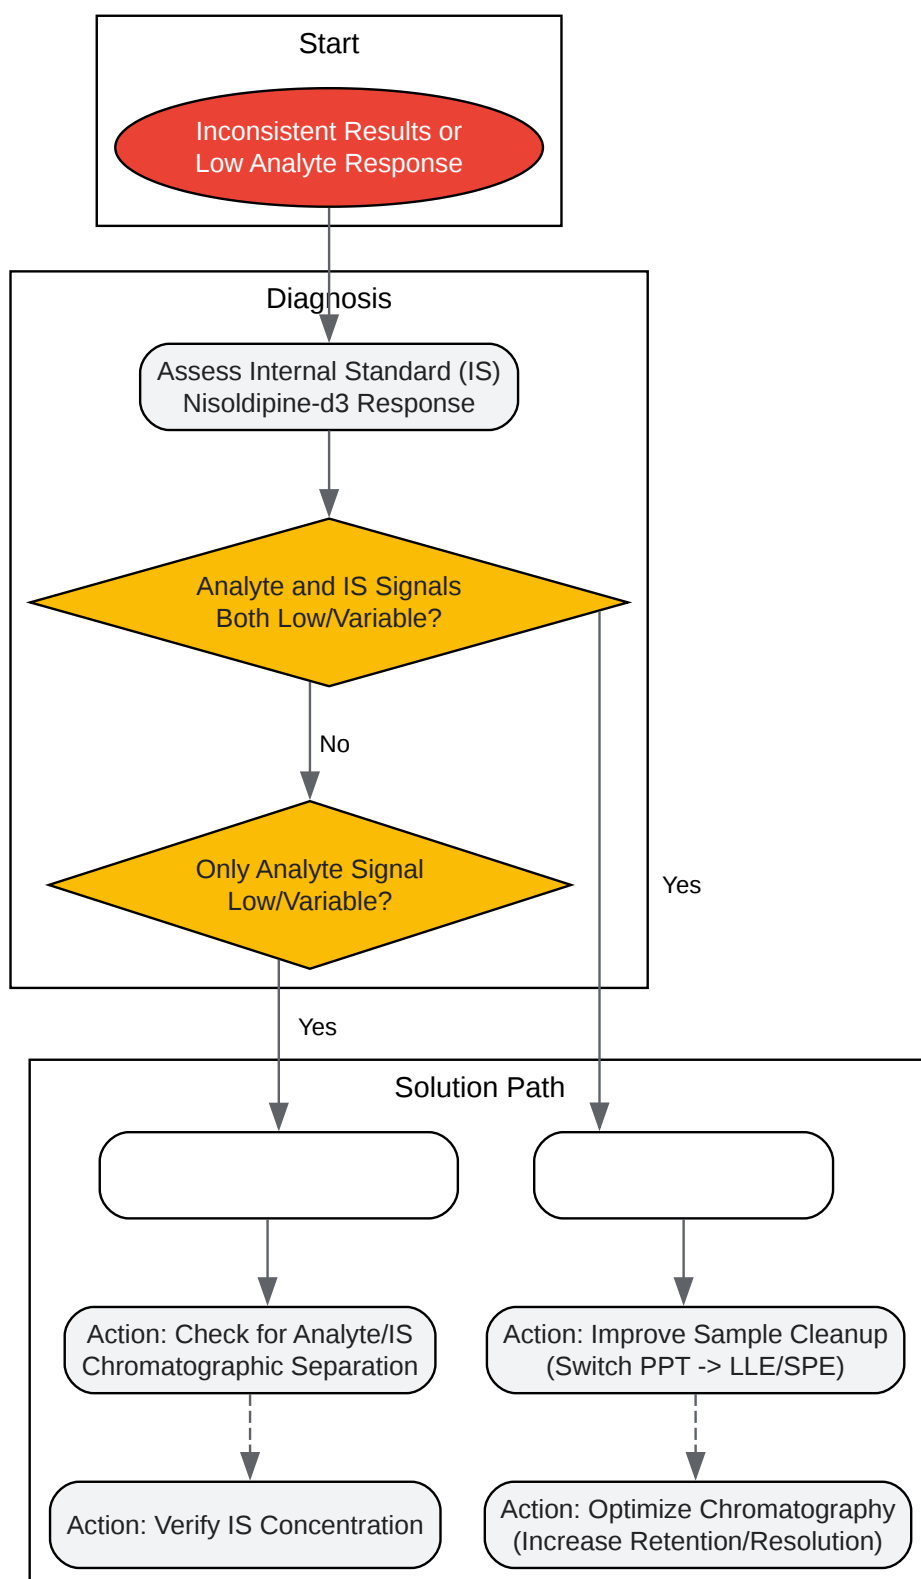 Start
Inconsistent Results or
Low Analyte Response
Diagnosis
Assess Internal Standard (IS)
Nisoldipine-d3 Response
Analyte and IS Signals
Both Low/Variable?
No
Only Analyte Signal
Low/Variable?
Yes
Yes
Solution Path
Action: Check for Analyte/IS
Chromatographic Separation
Action: Improve Sample Cleanup
(Switch PPT -> LLE/SPE)
Action: Verify IS Concentration
Action: Optimize Chromatography
(Increase Retention/Resolution)